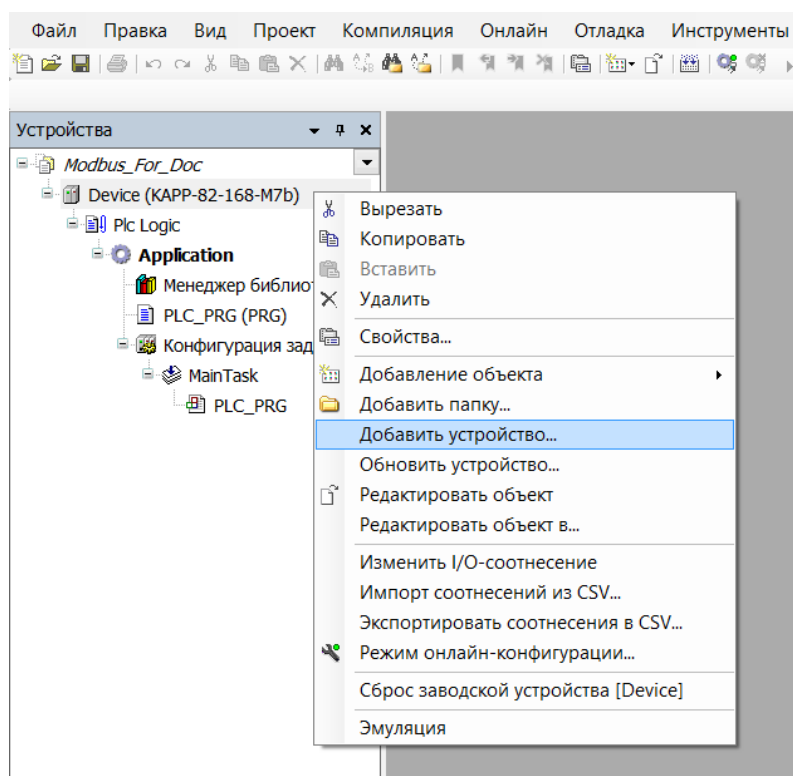 Файл Правка Вид Проект Компиляция Онлайн Отладка Инструменты
Устройства
Modbus_For_Doc
Device (KAPP-82-168-M7b)
Plc Logic
Application
Менеджер
PLC_PRG (PRG)
Конфигурация
MainTask
PLC_PRG
Вырезать
Копировать
Вставить
Удалить
Свойства...
Добавление объекта
Добавить папку...
Добавить устройство...
Обновить устройство...
Редактировать объект
Редактировать объект в...
Изменить I/O-соотнесение
Импорт соотнесений из CSV...
Экспортировать соотнесения в CSV...
Режим онлайн-конфигурации...
Сброс заводской устройства [Device]
Эмуляция